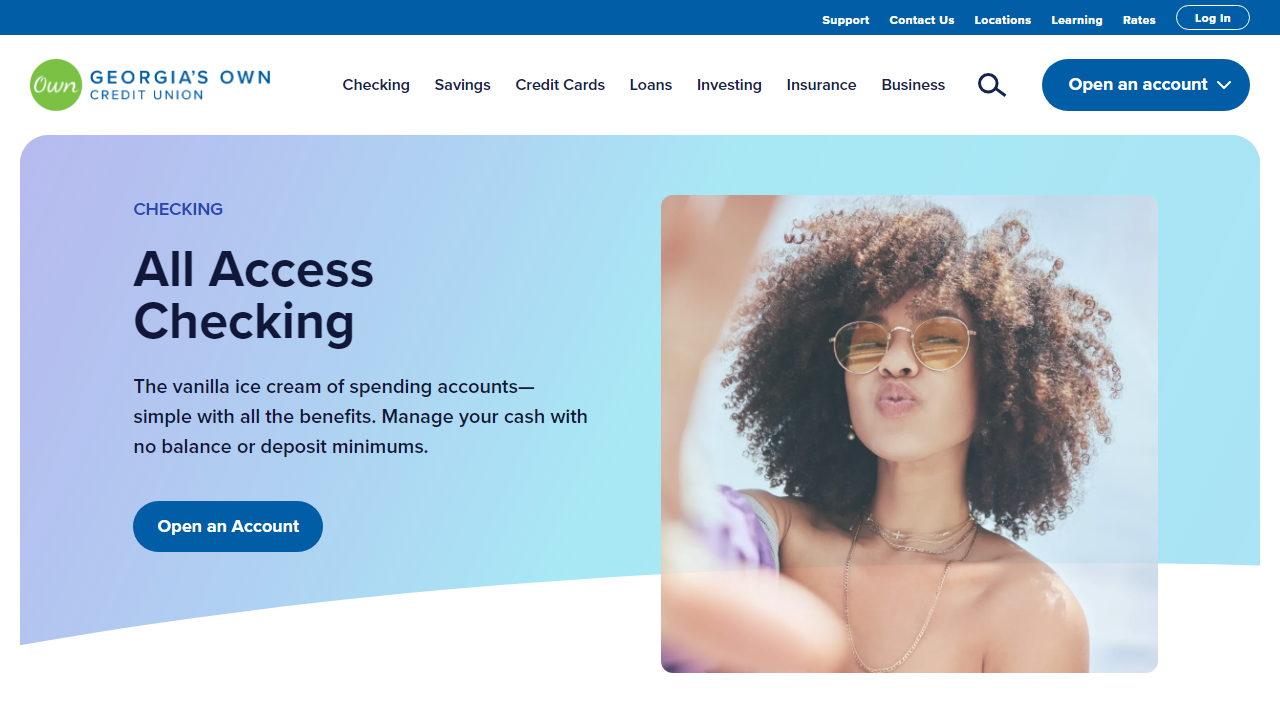 Support Contact Us Locations Learning Rates Log In
Own GEORGIA'S OWN
CREDIT UNION
Checking Savings Credit Cards Loans Investing Insurance Business Open an account
CHECKING
All Access
Checking
The vanilla ice cream of spending accounts—
simple with all the benefits. Manage your cash with
no balance or deposit minimums.
Open an Account